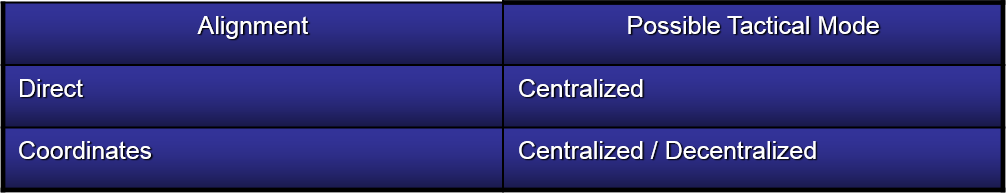 Alignment
Possible Tactical Mode
Direct
Centralized
Coordinates
Centralized / Decentralized